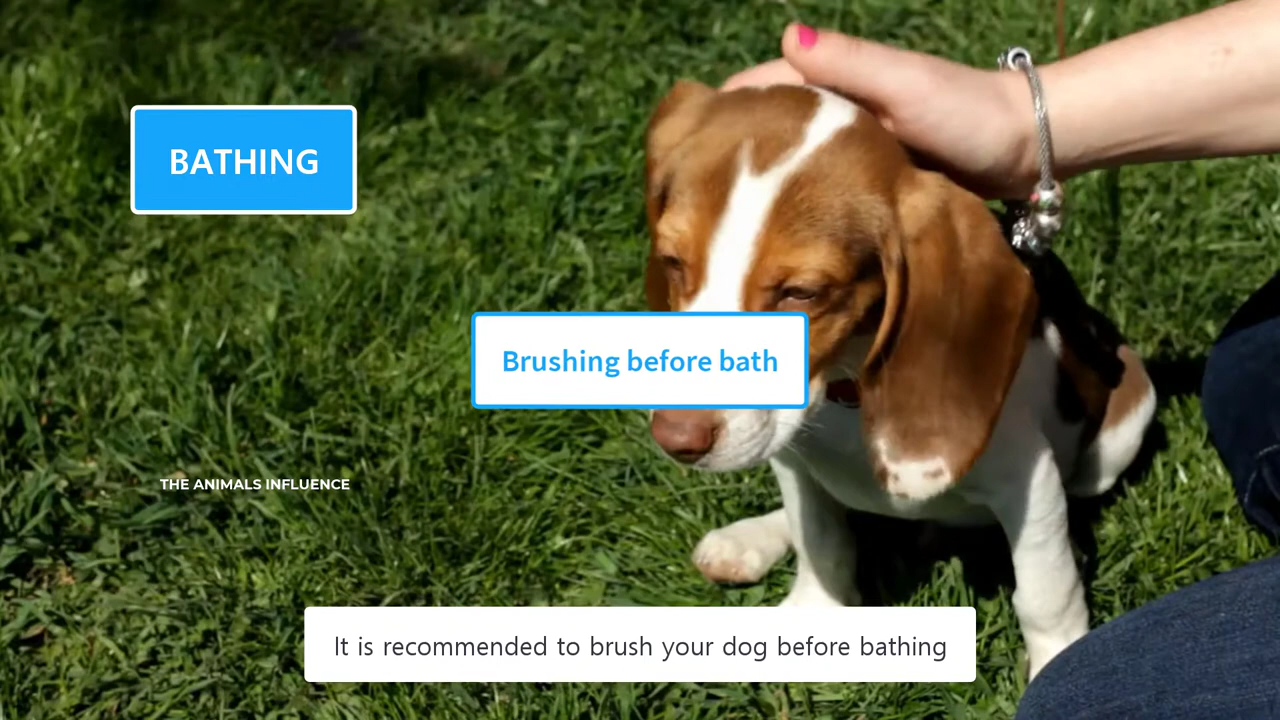 BATHING
Brushing before bath
THE ANIMALS INFLUENCE
It is recommended to brush your dog before bathing